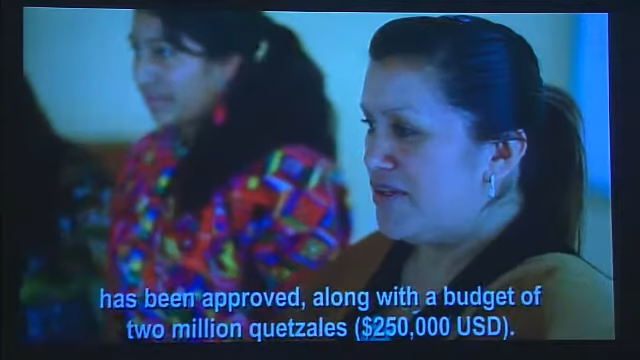 has been approved, along with a budget of
two million quetzales ($250,000 USD).